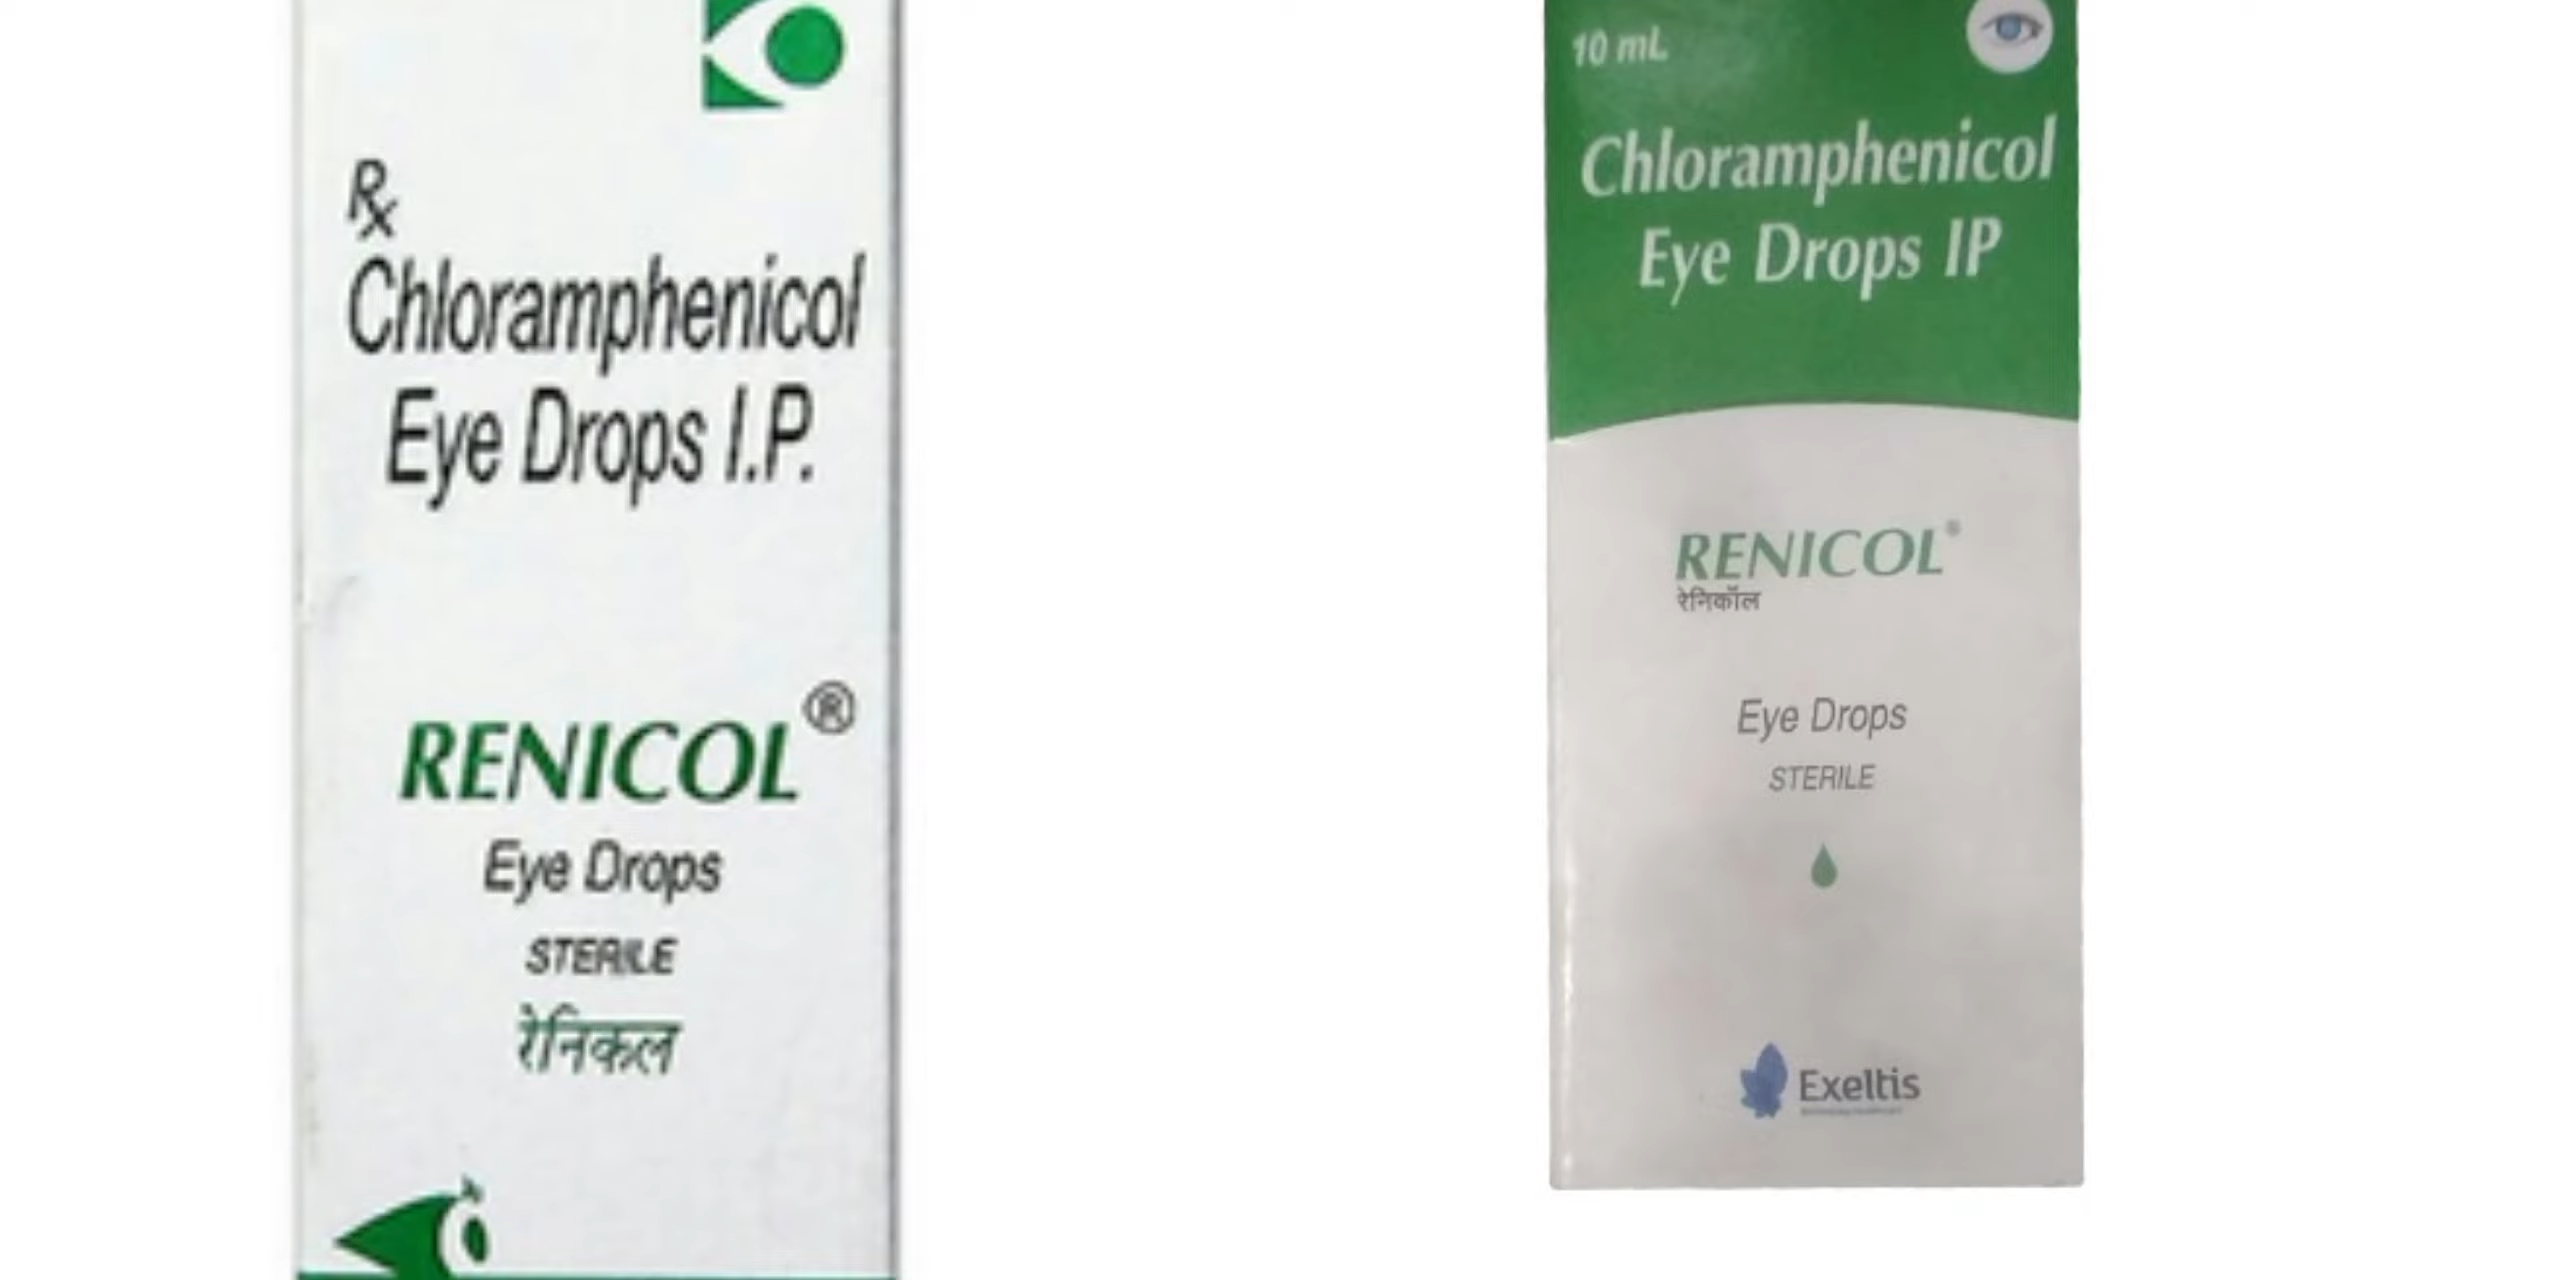 Rx
Chloramphenicol
Eye Drops I.P.
RENICOL®
Eye Drops
STERILE
रेनिकल
10 mL
Chloramphenicol
Eye Drops IP
RENICOL®
रेनिकॉल
Eye Drops
STERILE
Exeltis